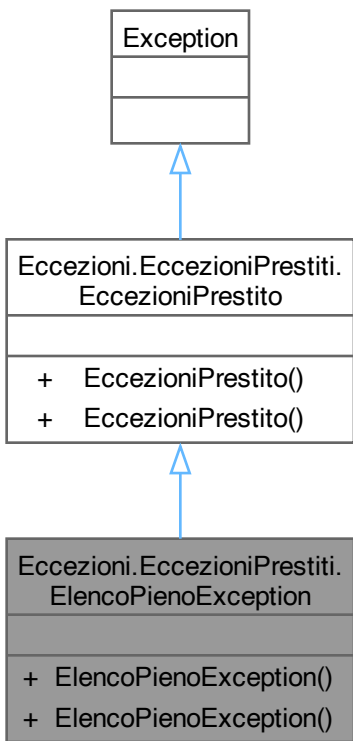 Exception
Eccezioni.EccezioniPrestiti.
EccezioniPrestito
+ EccezioniPrestito()
+ EccezioniPrestito()
Eccezioni.EccezioniPrestiti.
ElencoPienoException
+ ElencoPienoException()
+ ElencoPienoException()